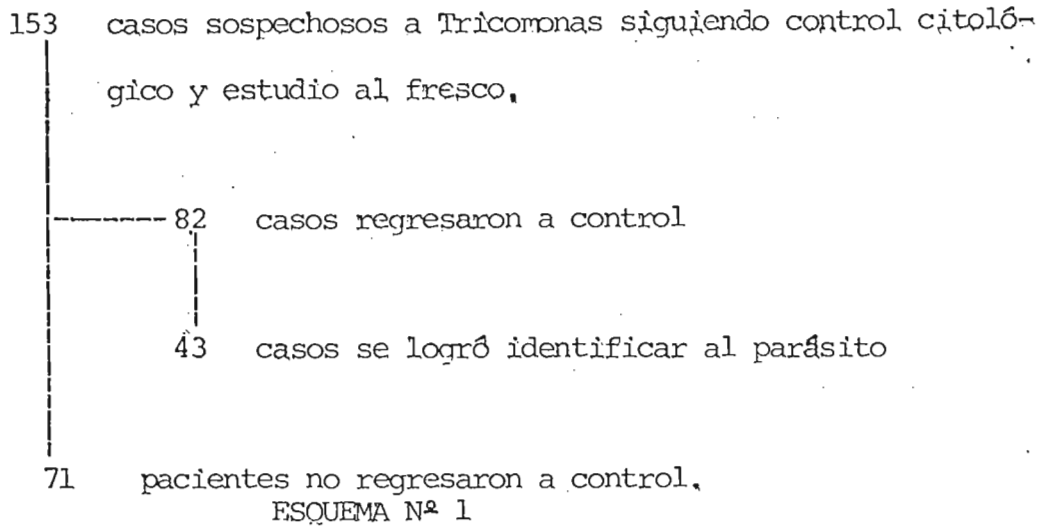 153 casos sospechosos a Tricomonas siguiendo control citoló-
gico y estudio al fresco.
82 casos regresaron a control
43 casos se logró identificar al parásito
71 pacientes no regresaron a control.
ESQUEMA Nº 1